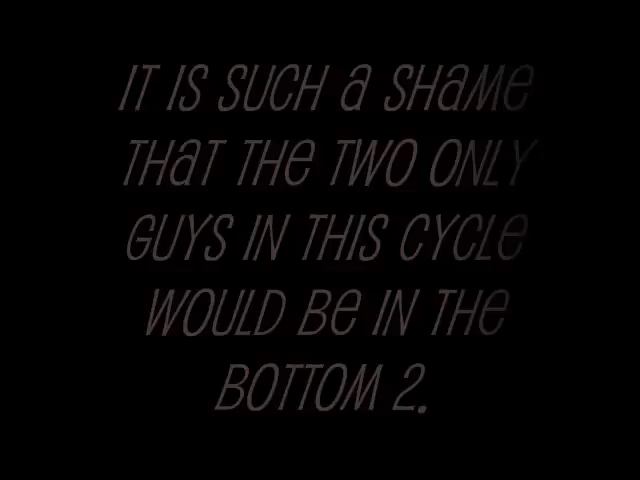 IT IS SUCH a SHaMe
THaT THe TWO ONLY
GUYS IN THIS CYCLe
WOULD Be IN THe
BOTTOM 2.